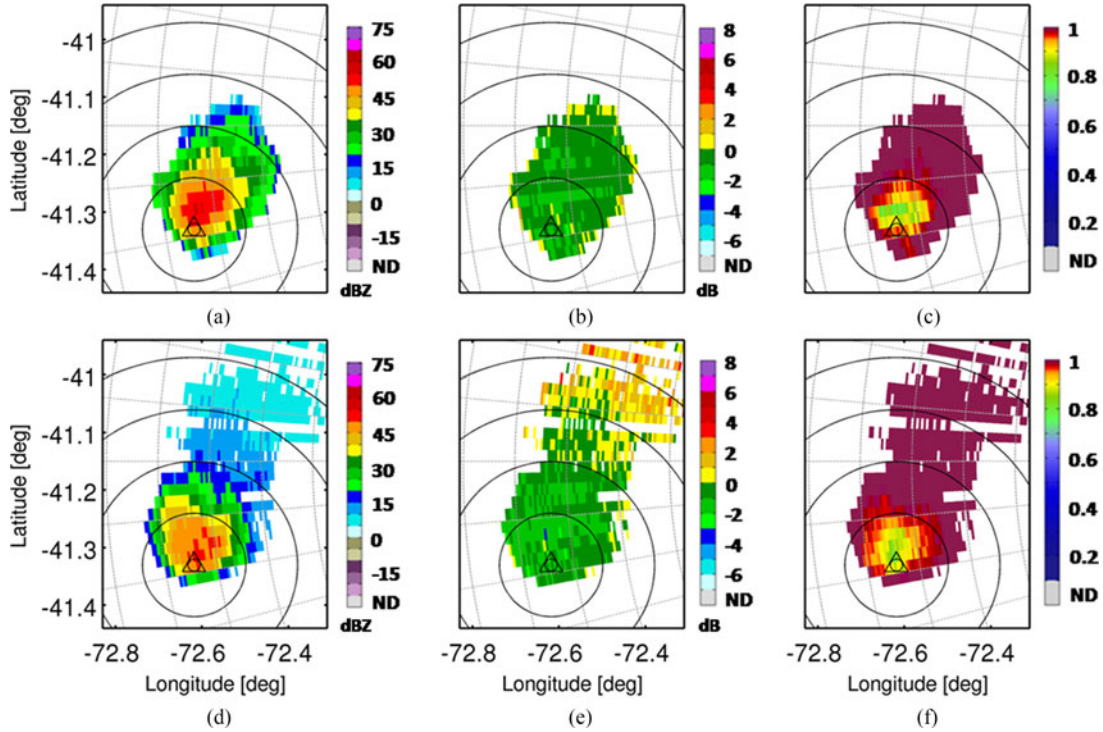 Latitude [deg]
-41
-41.1
-41.2
-41.3
-41.4
75
60
45
30
15
0
-15
ND
dBZ
(a)
8
6
4
2
0
-2
-4
-6
ND
dB
(b)
1
0.8
0.6
0.4
0.2
ND
(c)
Latitude [deg]
-41
-41.1
-41.2
-41.3
-41.4
-72.8 -72.6 -72.4
Longitude [deg]
75
60
45
30
15
0
-15
ND
dBZ
(d)
-72.8 -72.6 -72.4
Longitude [deg]
8
6
4
2
0
-2
-4
-6
ND
dB
(e)
-72.8 -72.6 -72.4
Longitude [deg]
1
0.8
0.6
0.4
0.2
ND
(f)